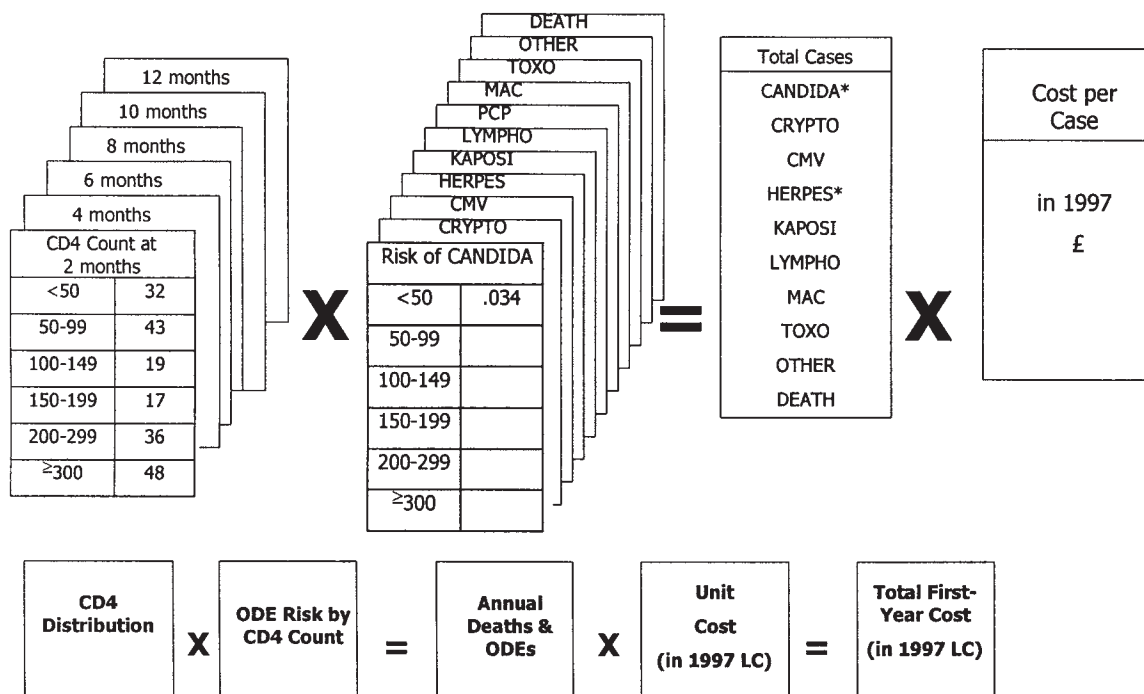 12 months
10 months
8 months
6 months
4 months
CD4 Count at
2 months
<50 32
50-99 43
100-149 19
150-199 17
200-299 36
≥300 48
X
DEATH
OTHER
TOXO
MAC
PCP
LYMPHO
KAPOSI
HERPES
CMV
CRYPTO
Risk of CANDIDA
<50 .034
50-99
100-149
150-199
200-299
≥300
=
Total Cases
CANDIDA*
CRYPTO
CMV
HERPES*
KAPOSI
LYMPHO
MAC
TOXO
OTHER
DEATH
X
Cost per
Case
in 1997
£
CD4
Distribution
X
ODE Risk by
CD4 Count
=
Annual
Deaths &
ODEs
X
Unit
Cost
(in 1997 LC)
=
Total First-
Year Cost
(in 1997 LC)